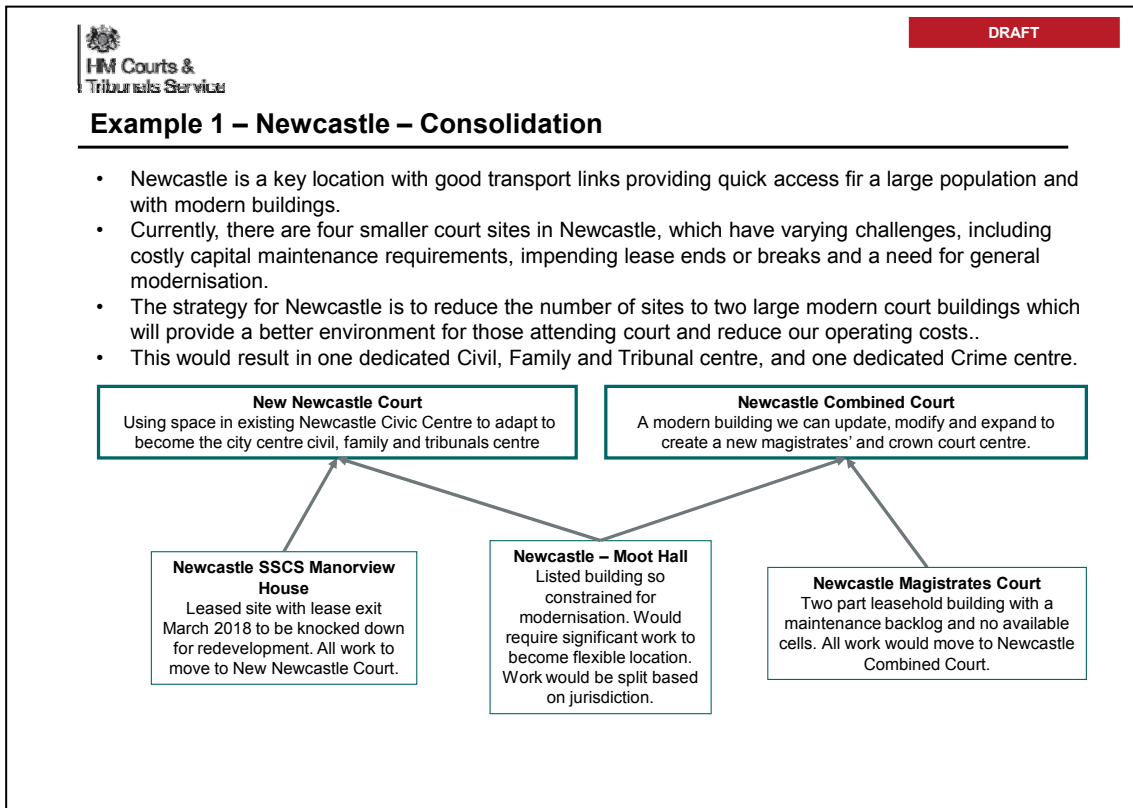 DRAFT
HM Courts &
Tribunals Service
Example 1 – Newcastle – Consolidation
• Newcastle is a key location with good transport links providing quick access fir a large population and
with modern buildings.
• Currently, there are four smaller court sites in Newcastle, which have varying challenges, including
costly capital maintenance requirements, impending lease ends or breaks and a need for general
modernisation.
• The strategy for Newcastle is to reduce the number of sites to two large modern court buildings which
will provide a better environment for those attending court and reduce our operating costs..
• This would result in one dedicated Civil, Family and Tribunal centre, and one dedicated Crime centre.
New Newcastle Court
Using space in existing Newcastle Civic Centre to adapt to
become the city centre civil, family and tribunals centre
Newcastle Combined Court
A modern building we can update, modify and expand to
create a new magistrates' and crown court centre.
Newcastle SSCS Manorview
House
Leased site with lease exit
March 2018 to be knocked down
for redevelopment. All work to
move to New Newcastle Court.
Newcastle – Moot Hall
Listed building so
constrained for
modernisation. Would
require significant work to
become flexible location.
Work would be split based
on jurisdiction.
Newcastle Magistrates Court
Two part leasehold building with a
maintenance backlog and no available
cells. All work would move to Newcastle
Combined Court.